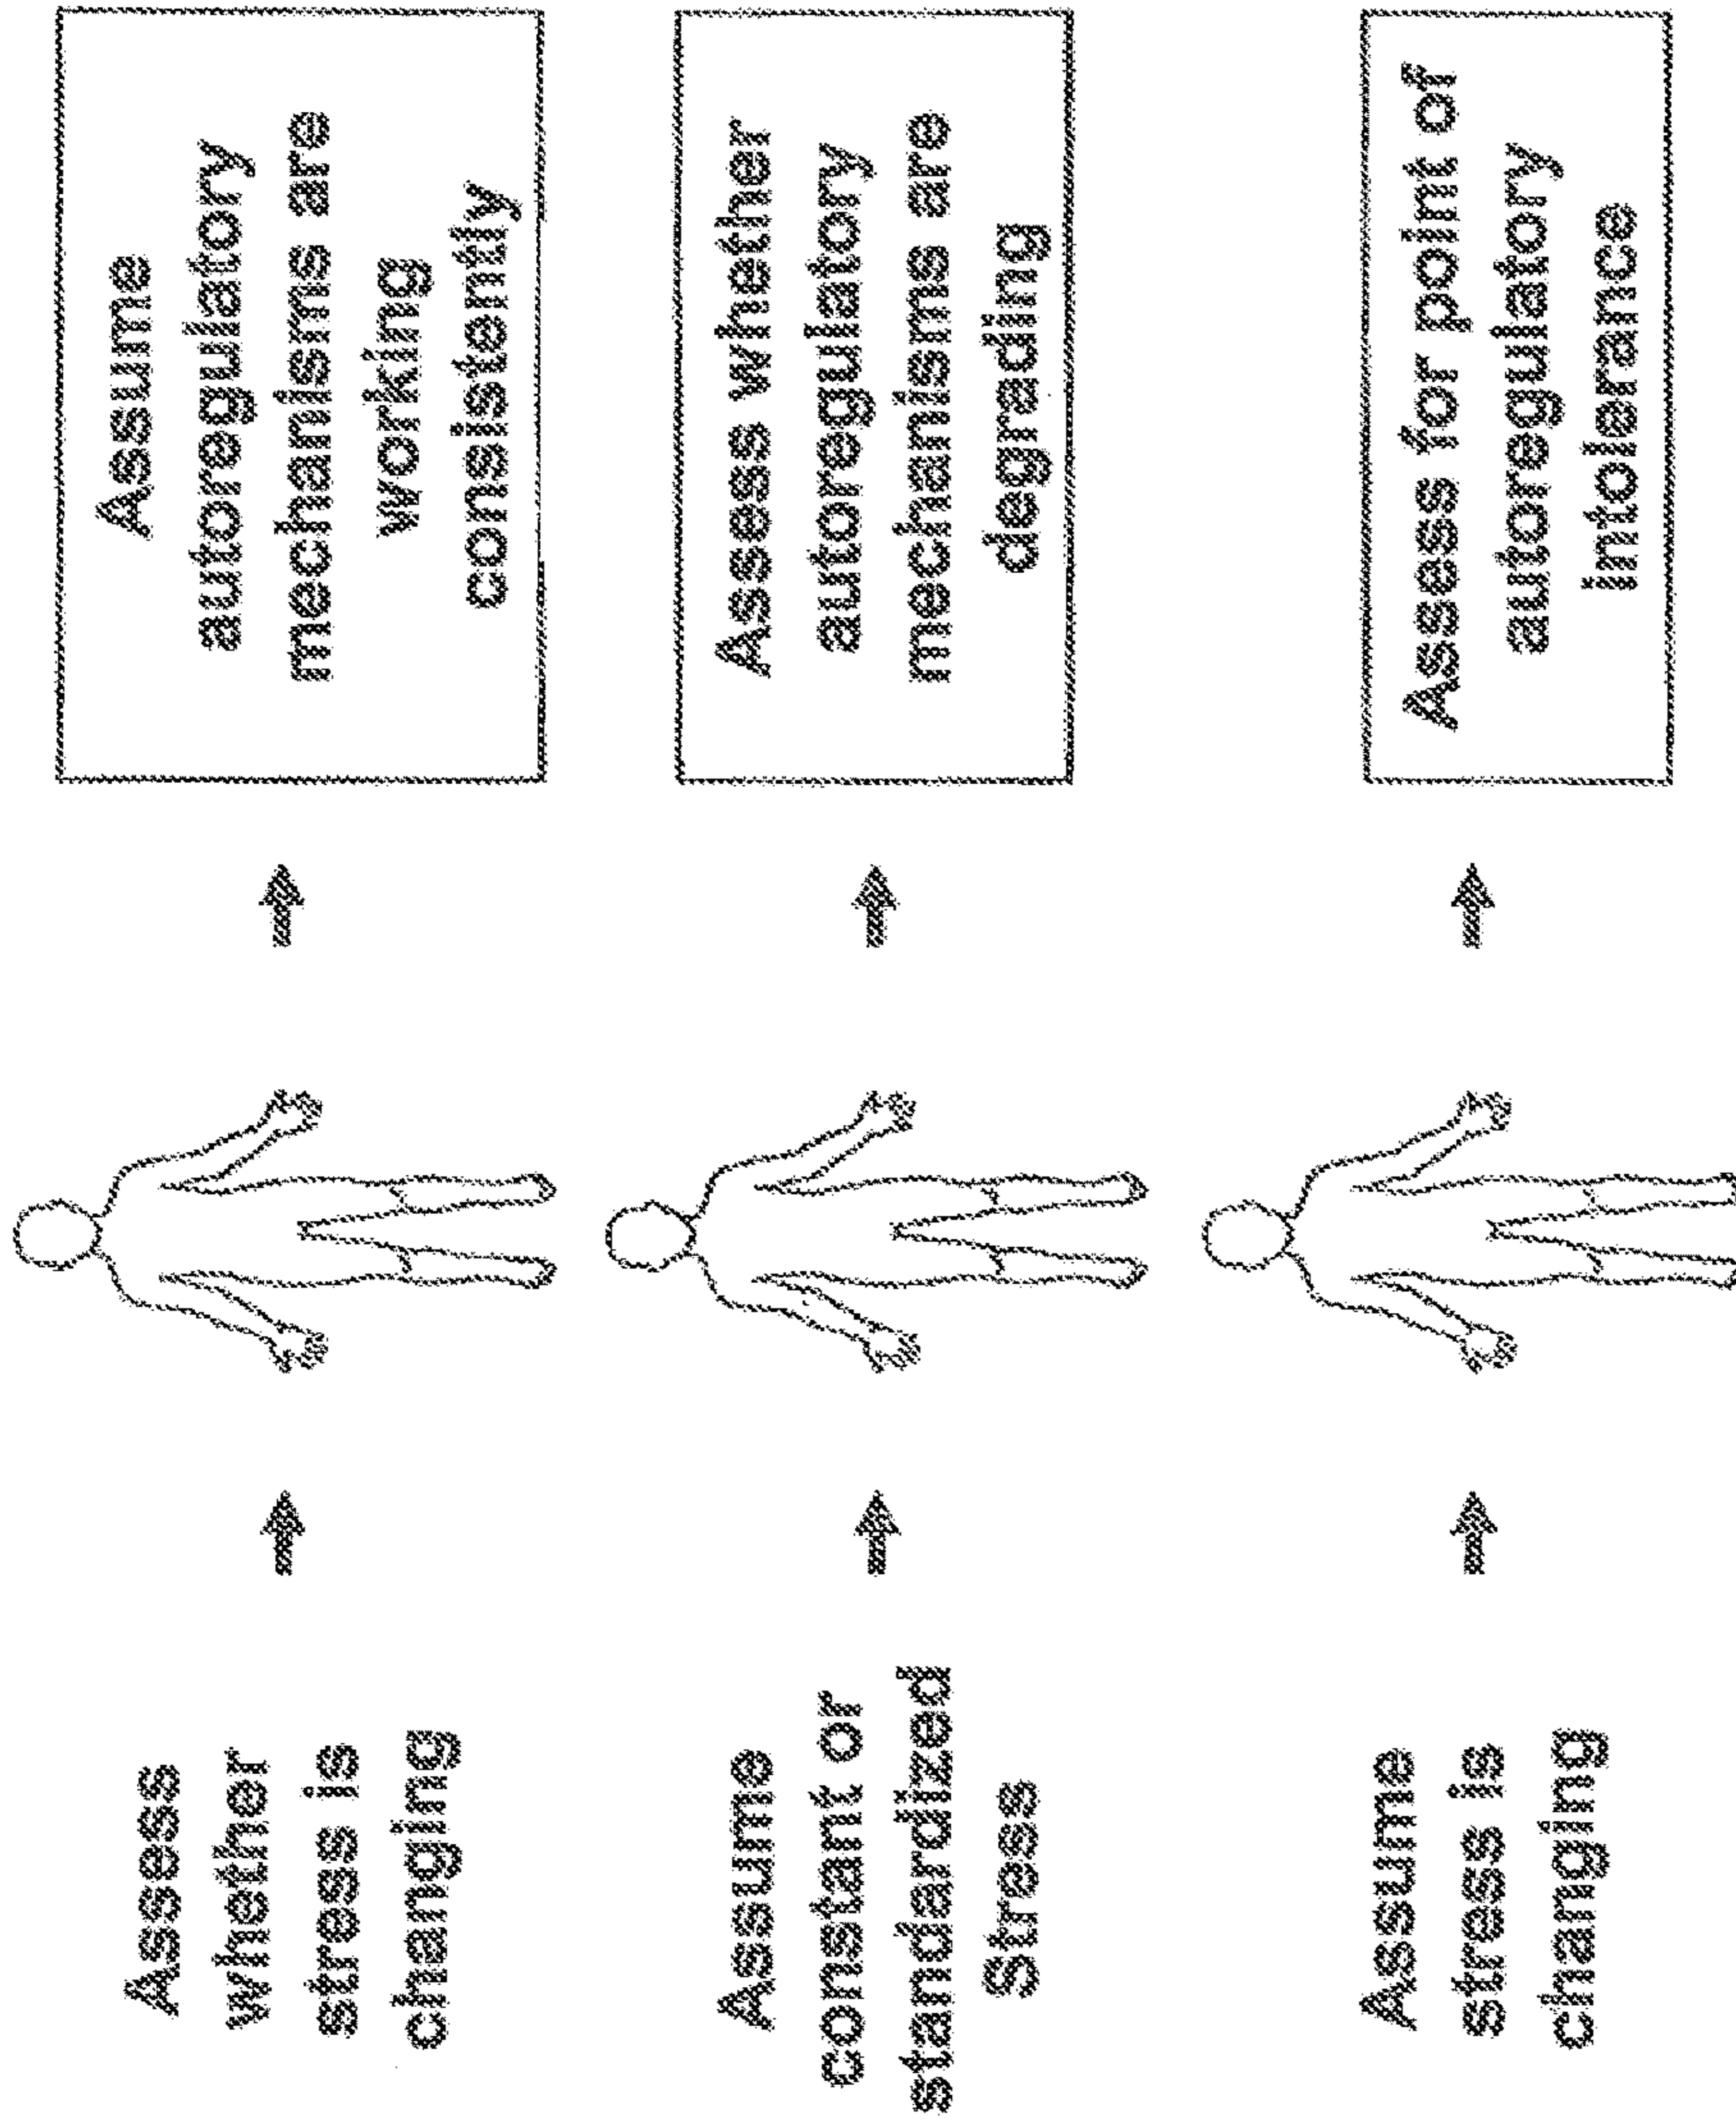 Assess
whether
stress is
changing
Assume
autoregulatory
mechanisms are
working
consistently
Assume
constant or
standardized
Stress
Assess whether
autoregulatory
mechanisms are
degrading
Assume
stress is
changing
Assess for point of
autoregulatory
intolerance